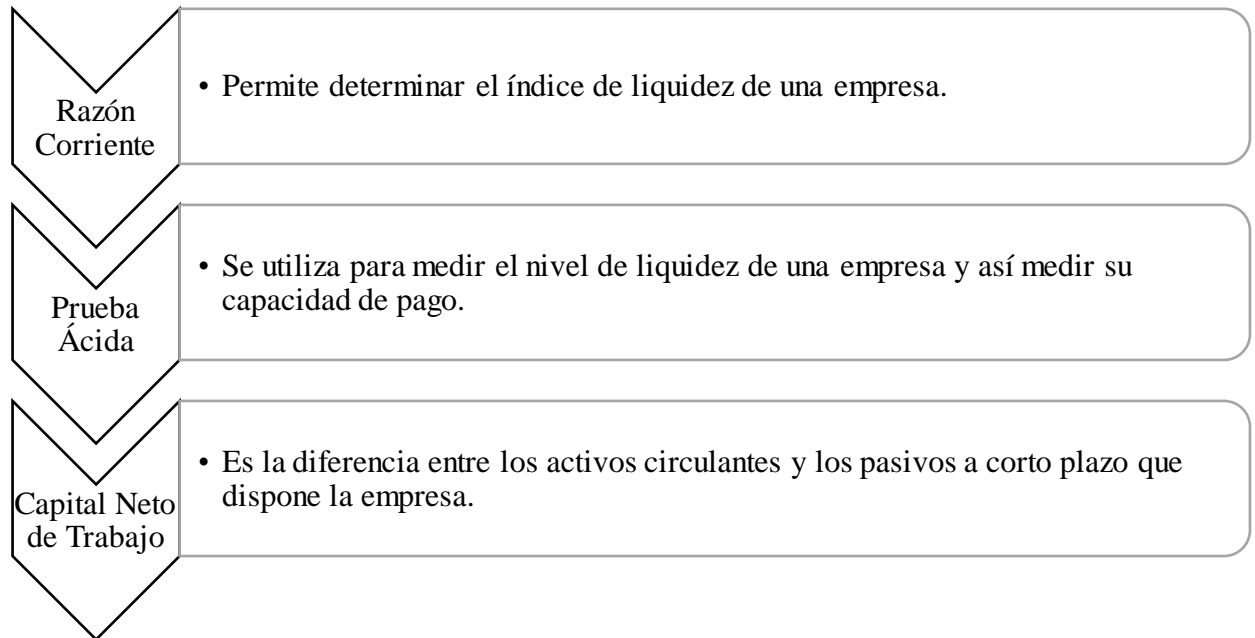 Razón
Corriente
• Permite determinar el índice de liquidez de una empresa.
Prueba
Ácida
• Se utiliza para medir el nivel de liquidez de una empresa y así medir su
capacidad de pago.
Capital Neto
de Trabajo
• Es la diferencia entre los activos circulantes y los pasivos a corto plazo que
dispone la empresa.